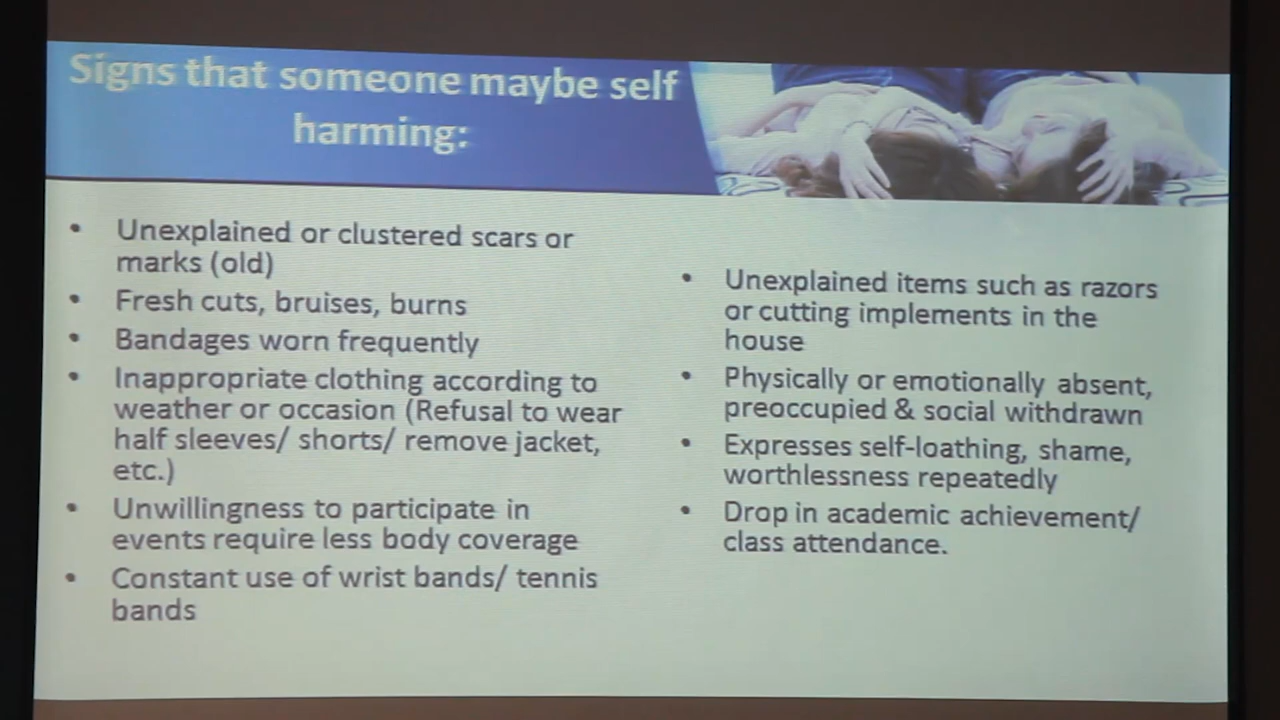 Signs that someone maybe self
harming:
• Unexplained or clustered scars or
marks (old)
• Fresh cuts, bruises, burns
• Bandages worn frequently
• Inappropriate clothing according to
weather or occasion (Refusal to wear
half sleeves/ shorts/ remove jacket,
etc.)
• Unwillingness to participate in
events require less body coverage
• Constant use of wrist bands/ tennis
bands
• Unexplained items such as razors
or cutting implements in the
house
• Physically or emotionally absent,
preoccupied & social withdrawn
• Expresses self-loathing, shame,
worthlessness repeatedly
• Drop in academic achievement/
class attendance.